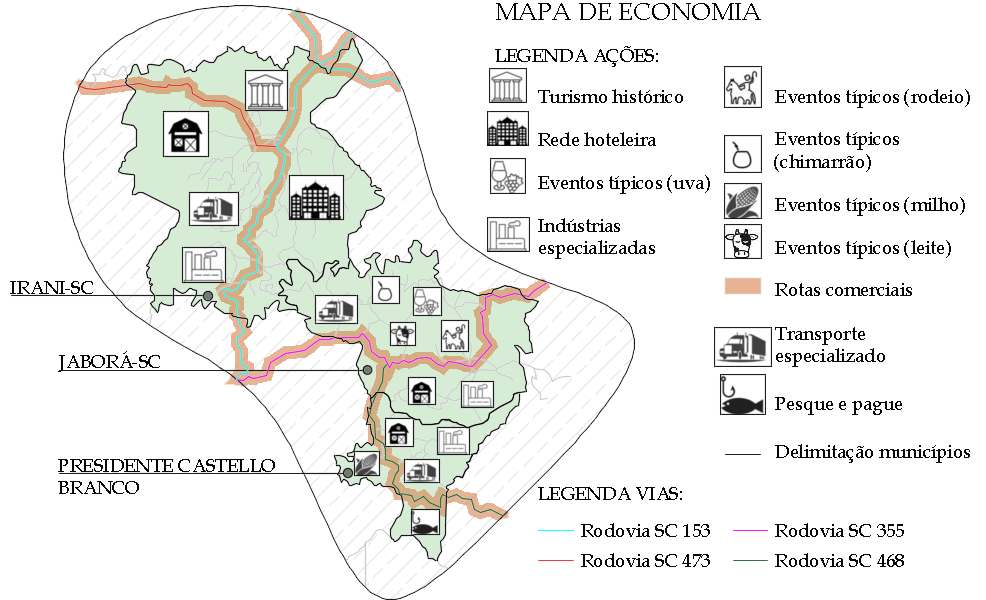 MAPA DE ECONOMIA
LEGENDA AÇÕES:
Turismo histórico
Rede hoteleira
Eventos típicos (uva)
Indústrias
especializadas
Eventos típicos (rodeio)
Eventos típicos
(chimarrão)
Eventos típicos (milho)
Eventos típicos (leite)
Rotas comerciais
Transporte
especializado
Pesque e pague
Delimitação municípios
IRANI-SC
JABORÁ-SC
PRESIDENTE CASTELLO
BRANCO
LEGENDA VIAS:
Rodovia SC 153
Rodovia SC 473
Rodovia SC 355
Rodovia SC 468